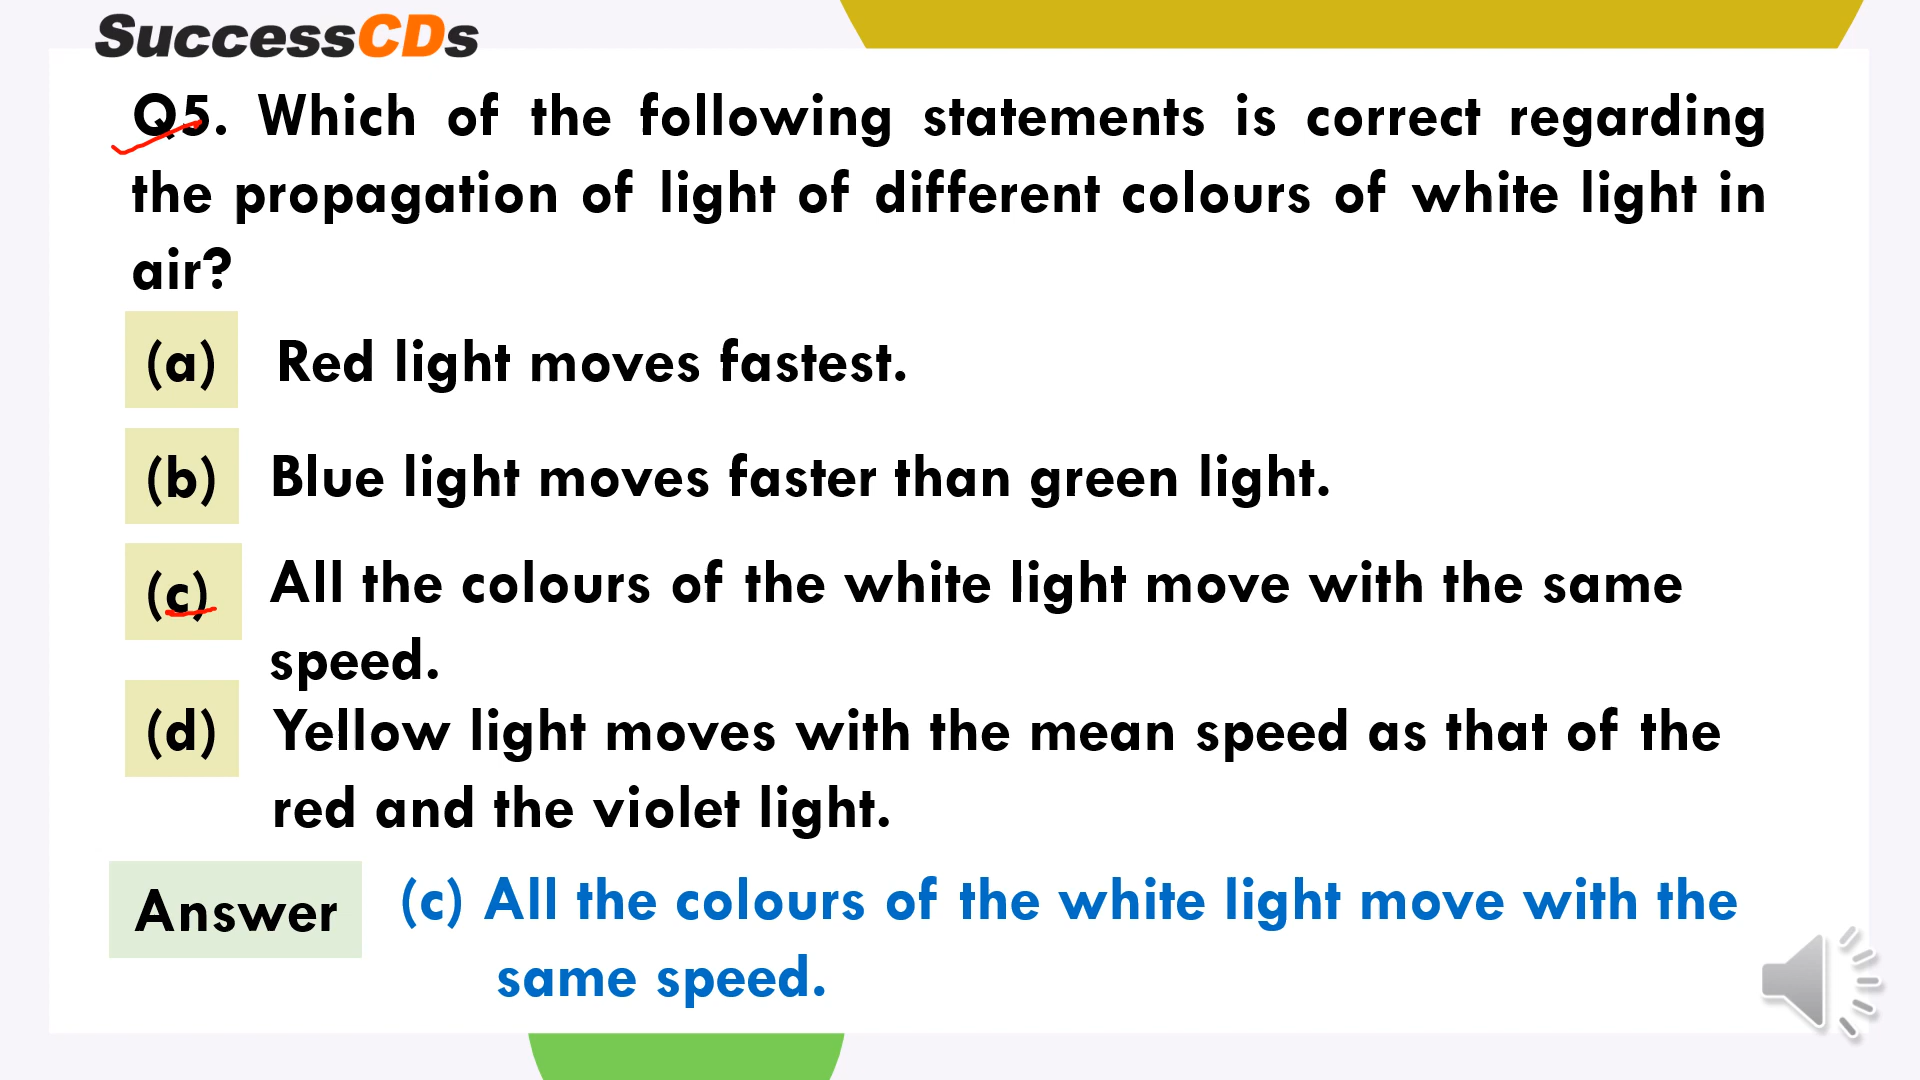 SuccessCDs
Q5. Which of the following statements is correct regarding
the propagation of light of different colours of white light in
air?
(a) Red light moves fastest.
(b) Blue light moves faster than green light.
(c) All the colours of the white light move with the same
speed.
(d) Yellow light moves with the mean speed as that of the
red and the violet light.
Answer (c) All the colours of the white light move with the
same speed.